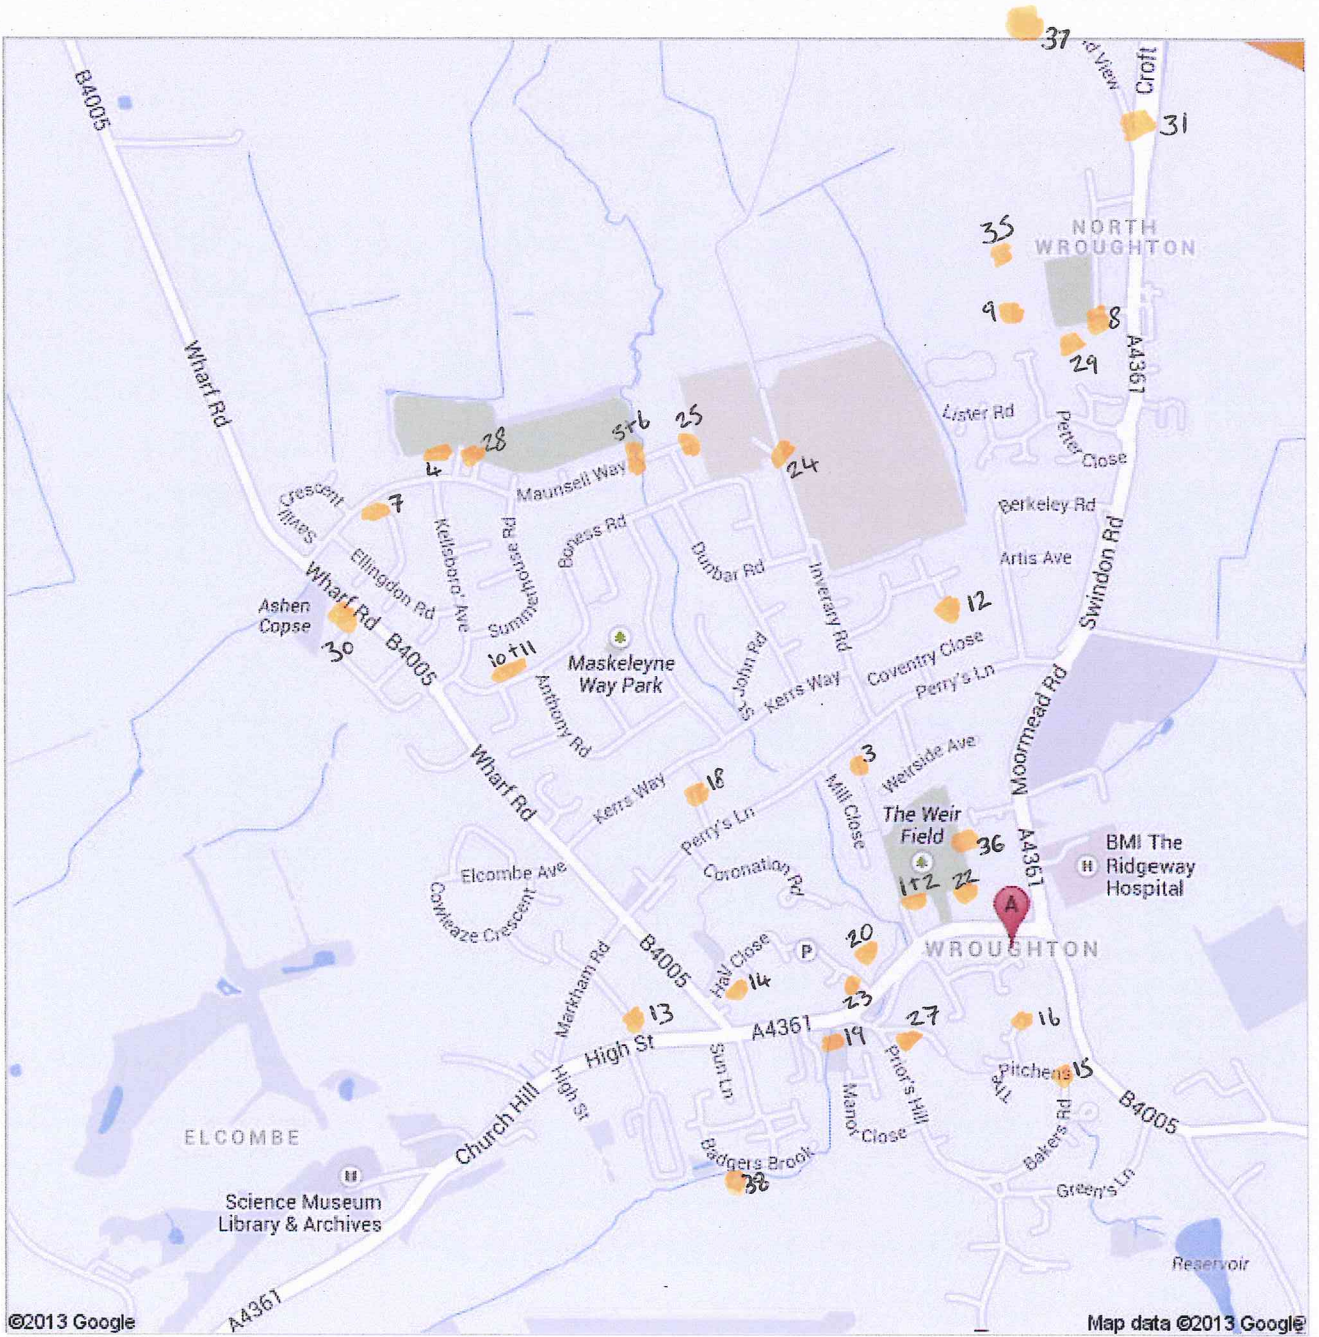 37
d View
Croft
B4005
31
35
NORTH
WROUGHTON
9
8
29
A4361
Wharf Rd
Lister Rd
Petter
Close
28
5+6
25
4
24
Maunsell Way
Crescent
Savill
7
Berkeley Rd
Boness Rd
Kellsboro' Ave
Summerhouse Rd
Ellingdon Rd
Dunbar Rd
Inverary Rd
Artis Ave
Swindon Rd
Wharf Rd
Ashen
Copse
30
B4005
12
10+11
Maskeleyne
Way Park
St John Rd
Kerrs Way
Coventry Close
Perry's Ln
Anthony Rd
Moormead Rd
Wharf Rd
3
Weirside Ave
Kerrs Way
18
Mill Close
Perry's Ln
The Weir
Field
36
A4361
BMI The
Ridgeway
Hospital
H
Elcombe Ave
Cowleaze Crescent
Coronation Rd
1+2
22
A
WROUGHTON
20
P
B4005
Markham Rd
Hall Close
14
23
13
A4361
19
27
16
High St
Sun Ln
Prior's Hill
Pitchens
15
High St
Church Hill
Manor
Close
Bakers Rd
B4005
ELCOMBE
Badgers Brook
38
Green's Ln
H
Science Museum
Library & Archives
Reservoir
A4361
©2013 Google
Map data ©2013 Google